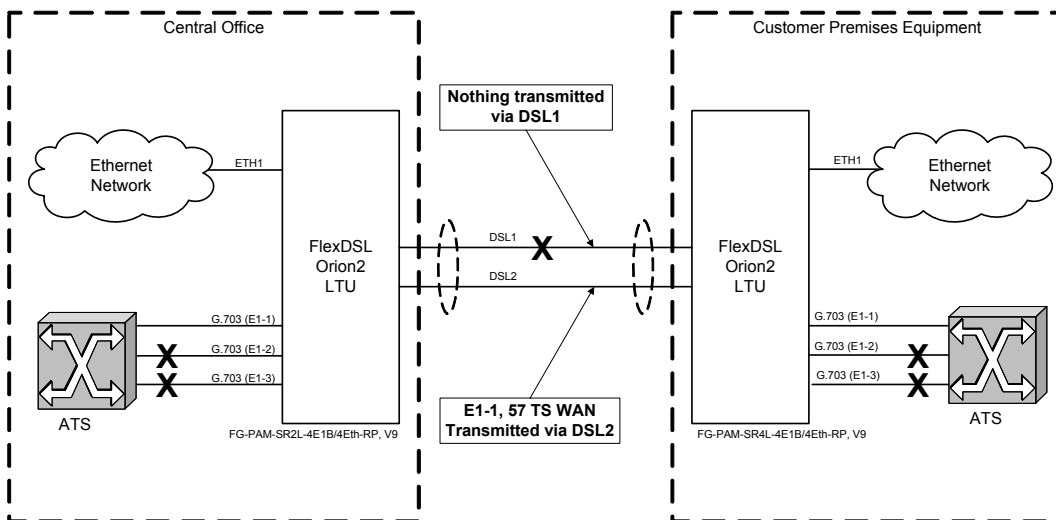 Central Office
Customer Premises Equipment
Nothing transmitted
via DSL1
Ethernet
Network
ETH1
ETH1
Ethernet
Network
FlexDSL
Orion2
LTU
DSL1
X
DSL2
FlexDSL
Orion2
LTU
G.703 (E1-1)
G.703 (E1-2)
X
G.703 (E1-3)
X
ATS
G.703 (E1-1)
G.703 (E1-2)
X
G.703 (E1-3)
X
ATS
E1-1, 57 TS WAN
Transmitted via DSL2
FG-PAM-SR2L-4E1B/4Eth-RP, V9
FG-PAM-SR4L-4E1B/4Eth-RP, V9